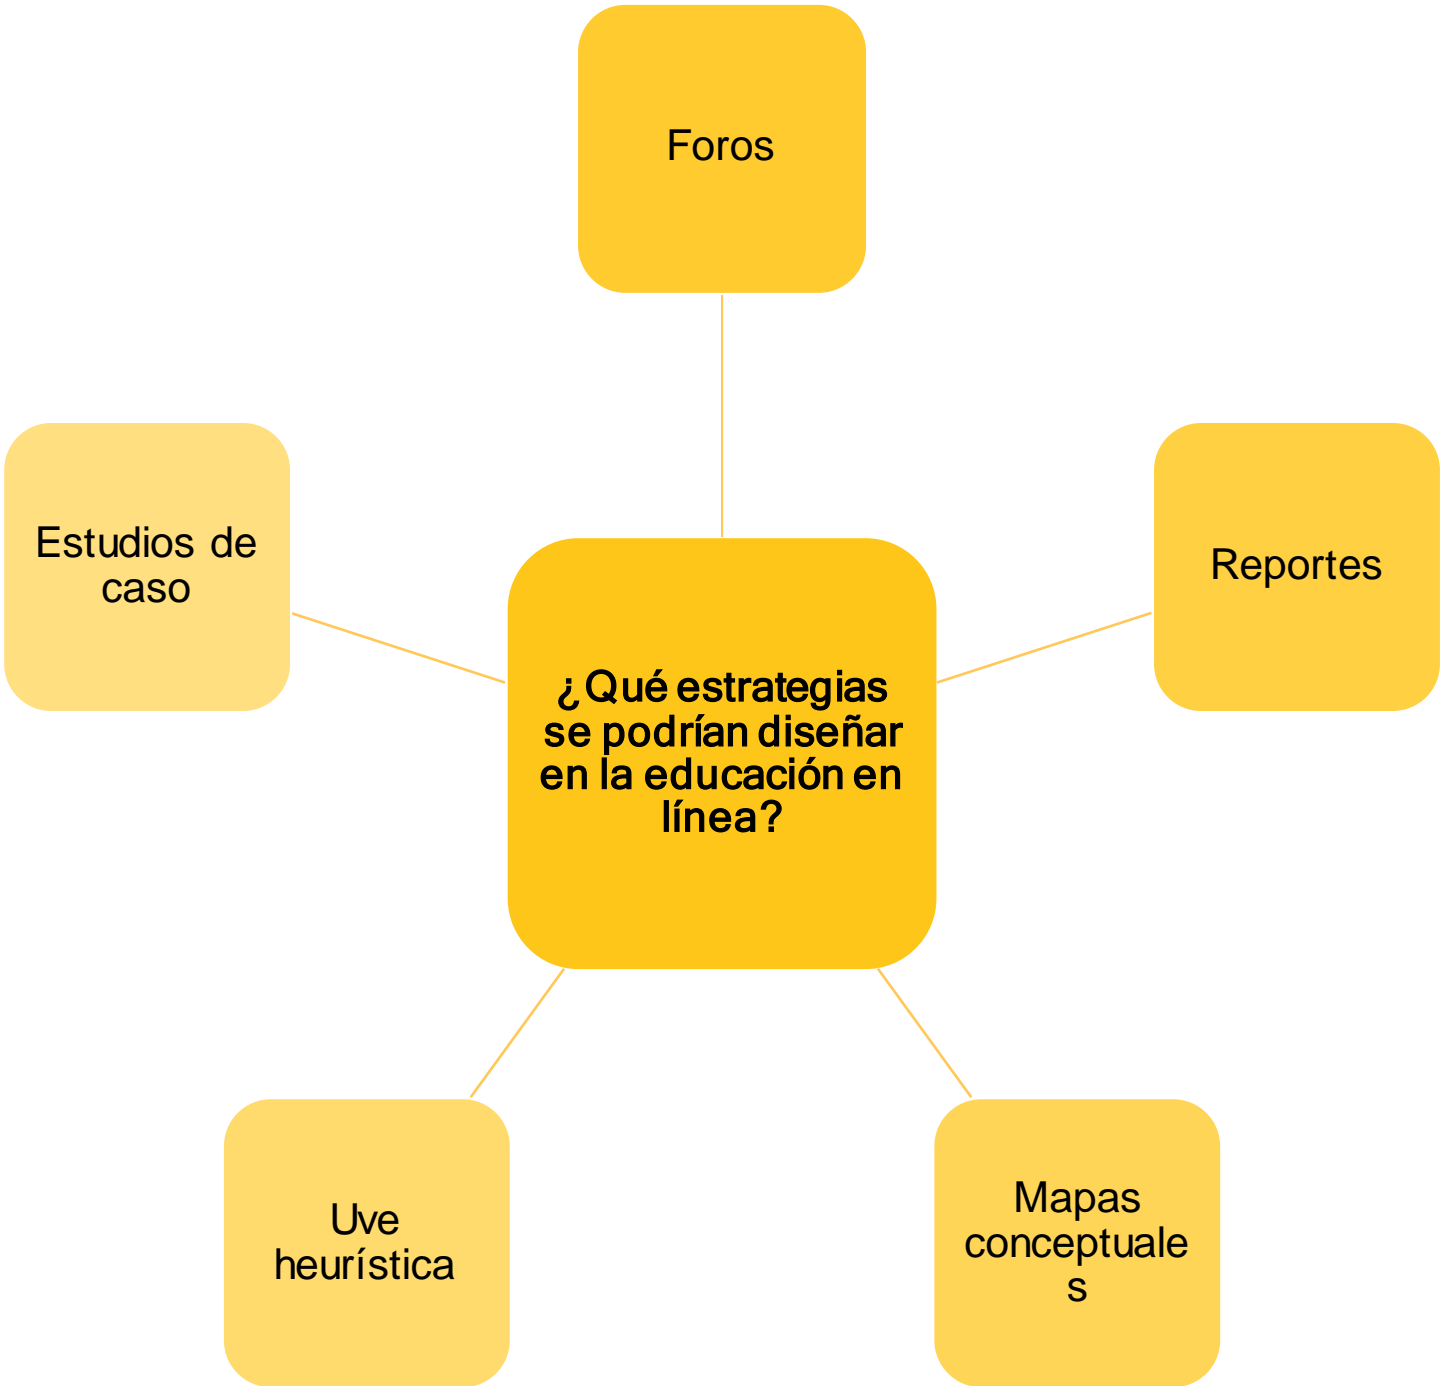 Foros
Estudios de
caso
Reportes
¿Qué estrategias
se podrían diseñar
en la educación en
línea?
Uve
heurística
Mapas
conceptuale
s